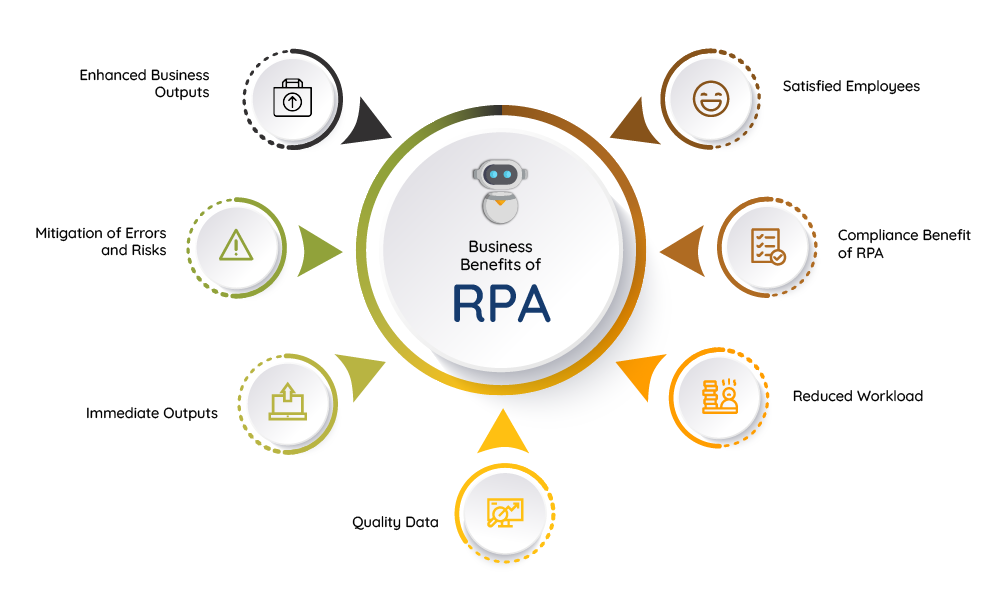 Enhanced Business
Outputs
Satisfied Employees
Mitigation of Errors
and Risks
Business
Benefits of
RPA
Compliance Benefit
of RPA
Immediate Outputs
Reduced Workload
Quality Data